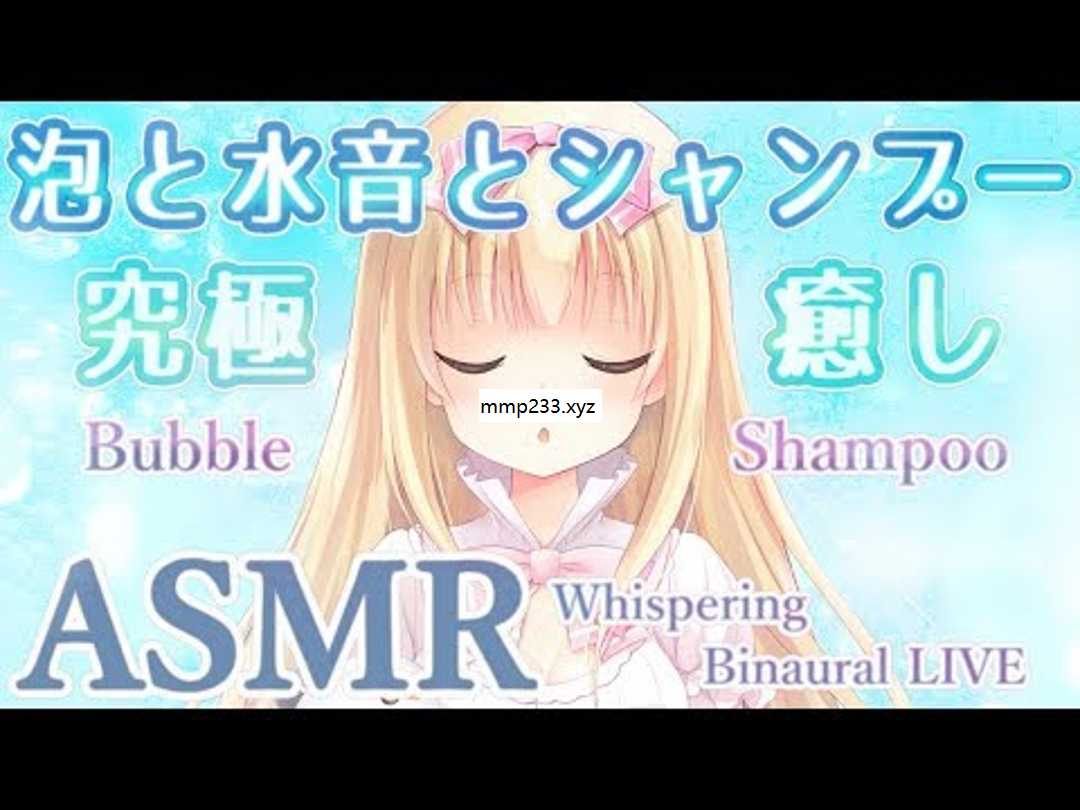 泡と水音とシャンプー
究極 癒し
mmp233.xyz
Bubble Shampoo
ASMR
Whispering
Binaural LIVE